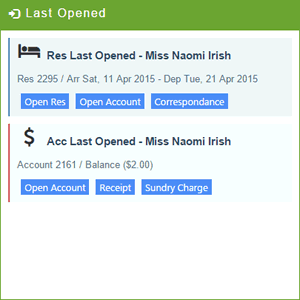 Last Opened
Res Last Opened - Miss Naomi Irish
Res 2295 / Arr Sat, 11 Apr 2015 - Dep Tue, 21 Apr 2015
Open Res Open Account Correspondance
Acc Last Opened - Miss Naomi Irish
Account 2161 / Balance ($2.00)
Open Account Receipt Sundry Charge